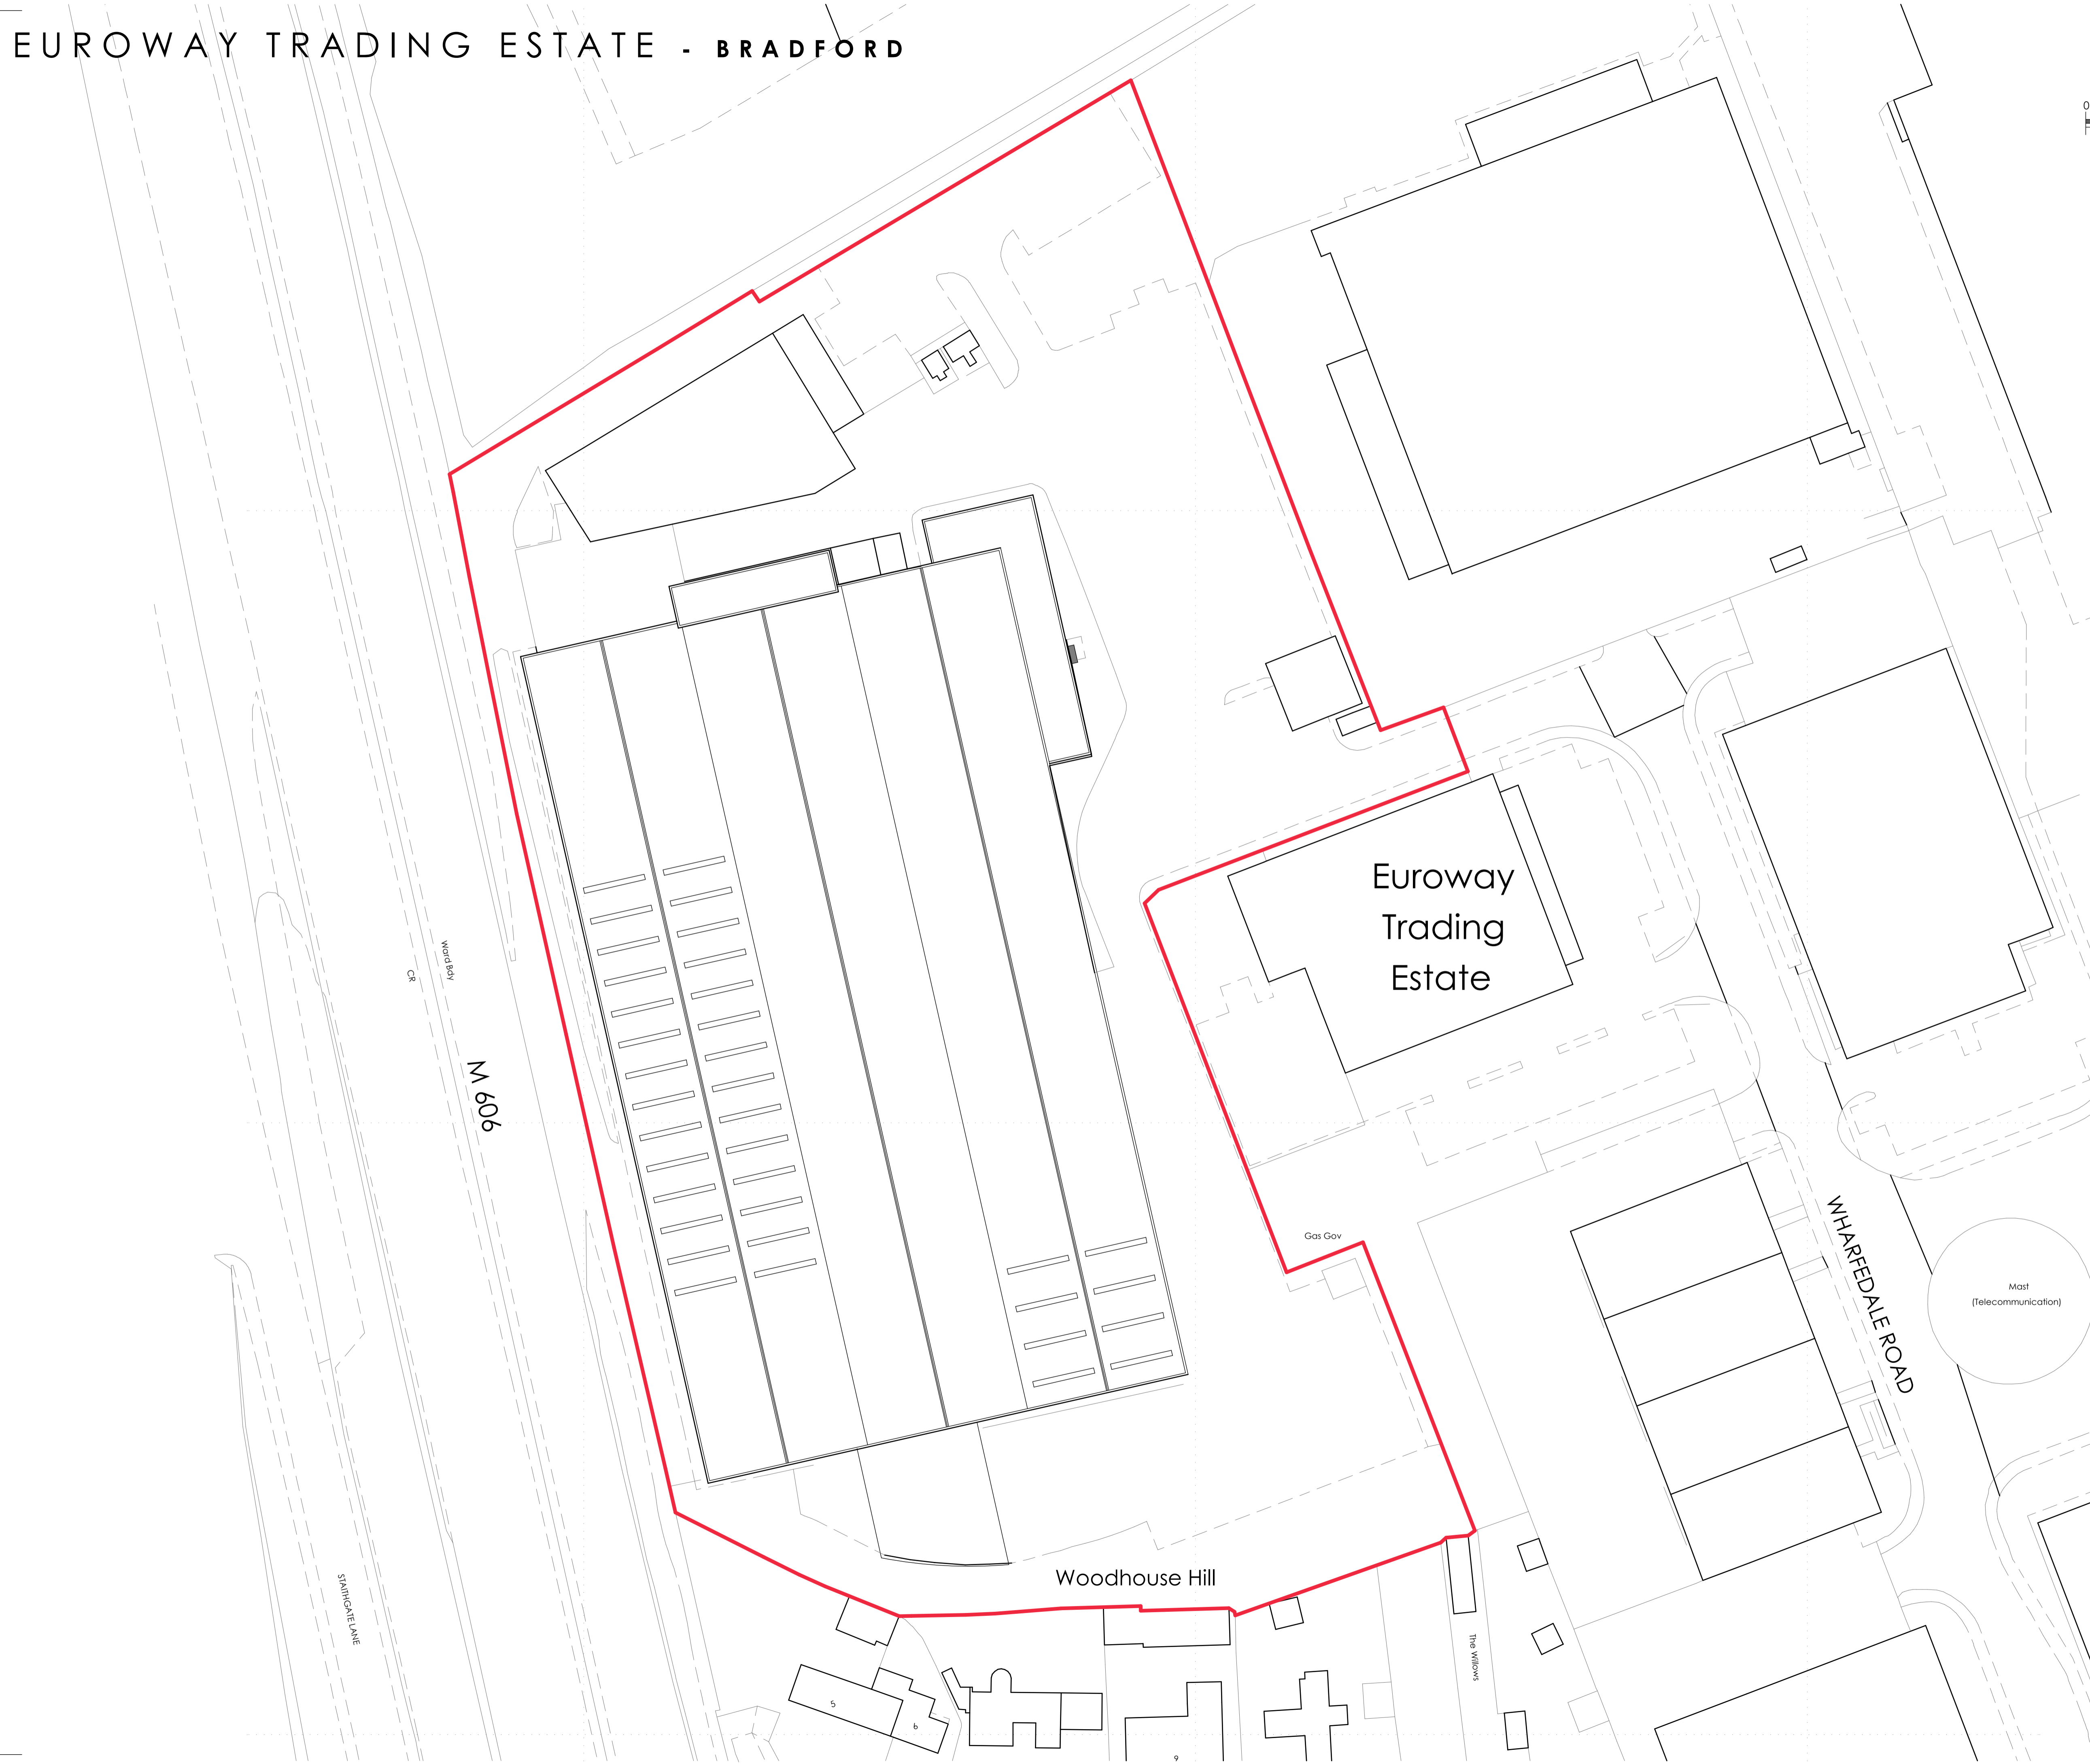 EUROWAY TRADING ESTATE - BRADFORD
0
Euroway
Trading
Estate
Ward Bdy
CR
M 606
Gas Gov
WHARFEDALE ROAD
Mast
(Telecommunication)
Woodhouse Hill
STAITHGATE LANE
The Willows
5
6
9